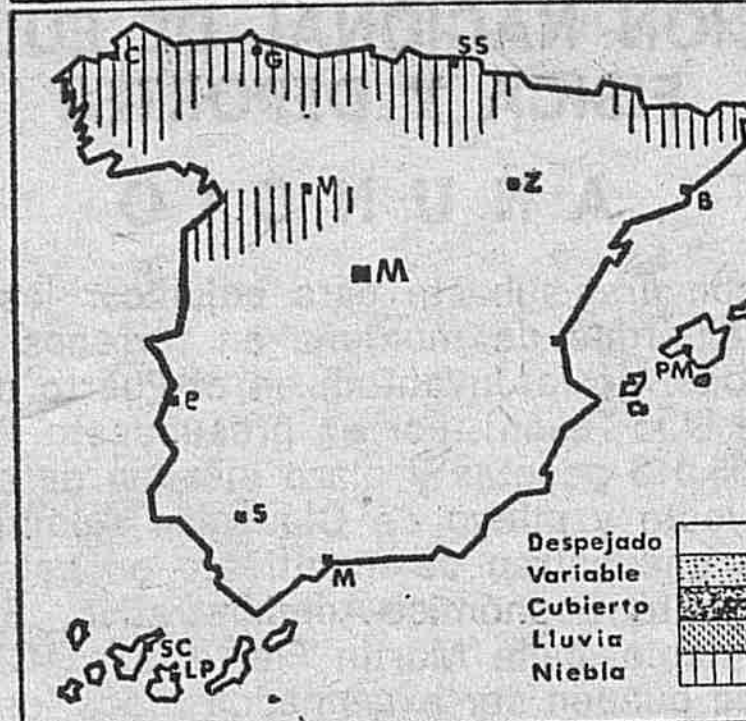 C
G
SS
M
Z
B
M
PM
e
S
M
SC
LP
Despejado
Variable
Cubierto
Lluvia
Niebla